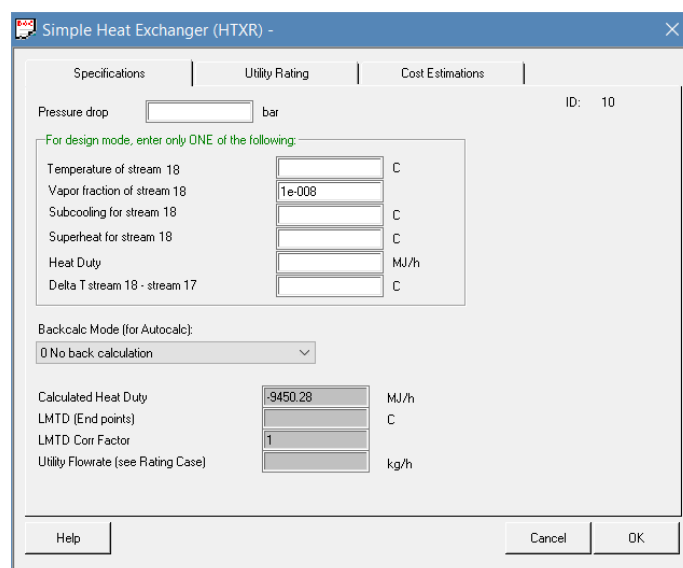 Simple Heat Exchanger (HTXR) -
Specifications Utility Rating Cost Estimations
Pressure drop bar ID: 10
For design mode, enter only ONE of the following:
Temperature of stream 18 C
Vapor fraction of stream 18 1e-008
Subcooling for stream 18 C
Superheat for stream 18 C
Heat Duty MJ/h
Delta T stream 18 - stream 17 C
Backcalc Mode (for Autocalc):
0 No back calculation
Calculated Heat Duty -9450.28 MJ/h
LMTD (End points) C
LMTD Corr Factor 1
Utility Flowrate (see Rating Case) kg/h
Help Cancel OK